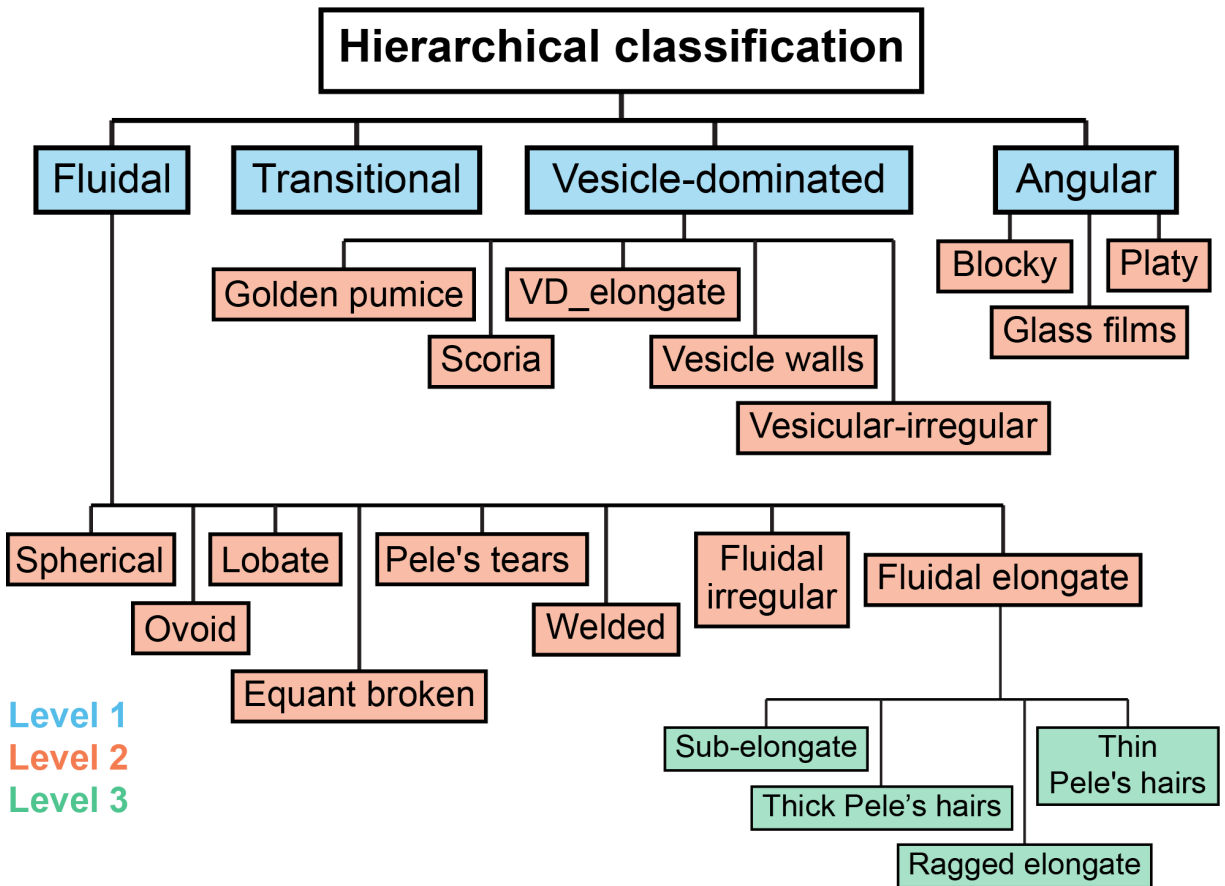 Hierarchical classification
Fluidal
Transitional
Vesicle-dominated
Angular
Golden pumice
Scoria
VD_elongate
Vesicle walls
Vesicular-irregular
Blocky
Glass films
Platy
Spherical
Ovoid
Lobate
Equant broken
Pele's tears
Welded
Fluidal
irregular
Fluidal elongate
Sub-elongate
Thick Pele’s hairs
Ragged elongate
Thin
Pele's hairs
Level 1
Level 2
Level 3